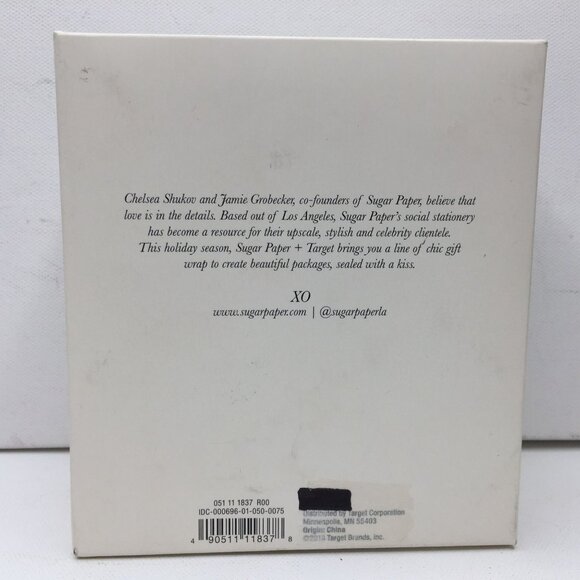 Chelsea Shukov and Jamie Grobecker, co-founders of Sugar Paper, believe that
love is in the details. Based out of Los Angeles, Sugar Paper's social stationery
has become a resource for their upscale, stylish and celebrity clientele.
This holiday season, Sugar Paper + Target brings you a line of chic gift
wrap to create beautiful packages, sealed with a kiss.
XO
www.sugarpaper.com | @sugarpaperla
051 11 1837 R00
IDC-000696-01-050-0075
4 90511 11837 8
Distributed by Target Corporation
Minneapolis, MN 55403
Origin: China
Target Brands, Inc.